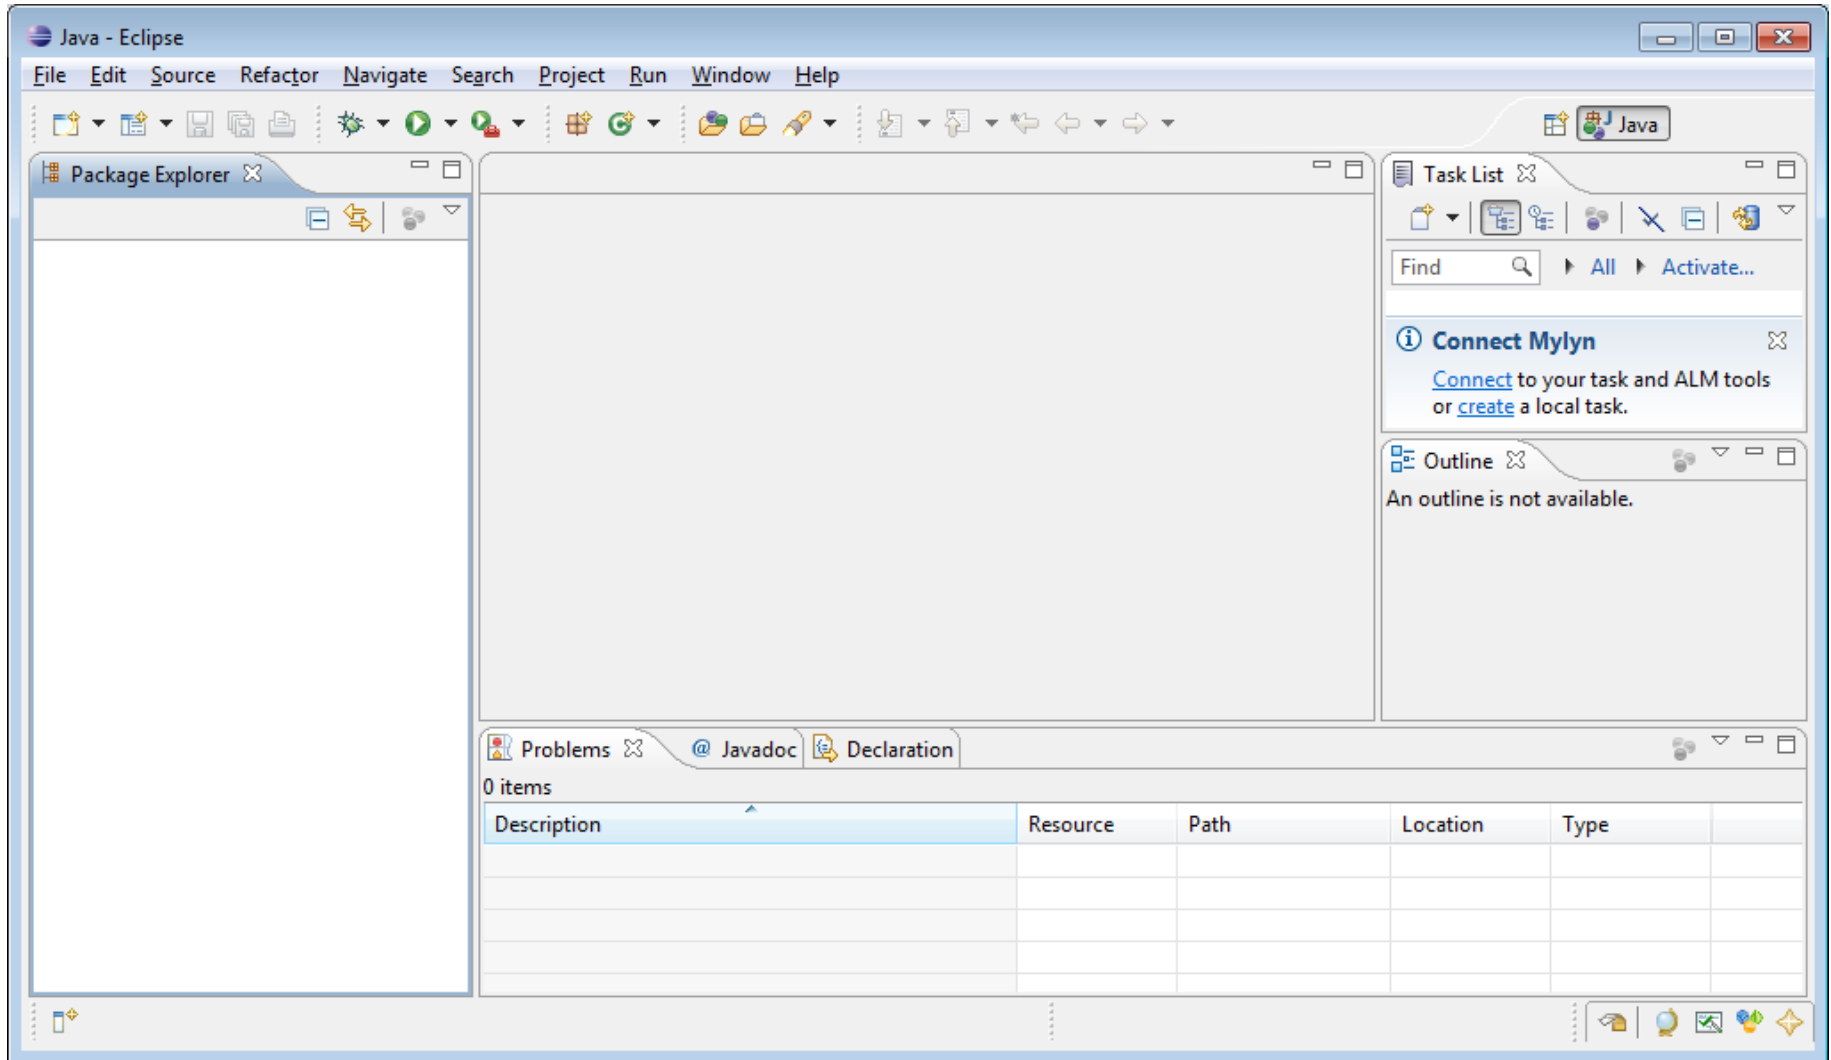 Java - Eclipse
File Edit Source Refactor Navigate Search Project Run Window Help
Java
Package Explorer
Task List
Find All Activate...
Connect Mylyn
Connect to your task and ALM tools
or create a local task.
Outline
An outline is not available.
Problems @ Javadoc Declaration
0 items
Description Resource Path Location Type